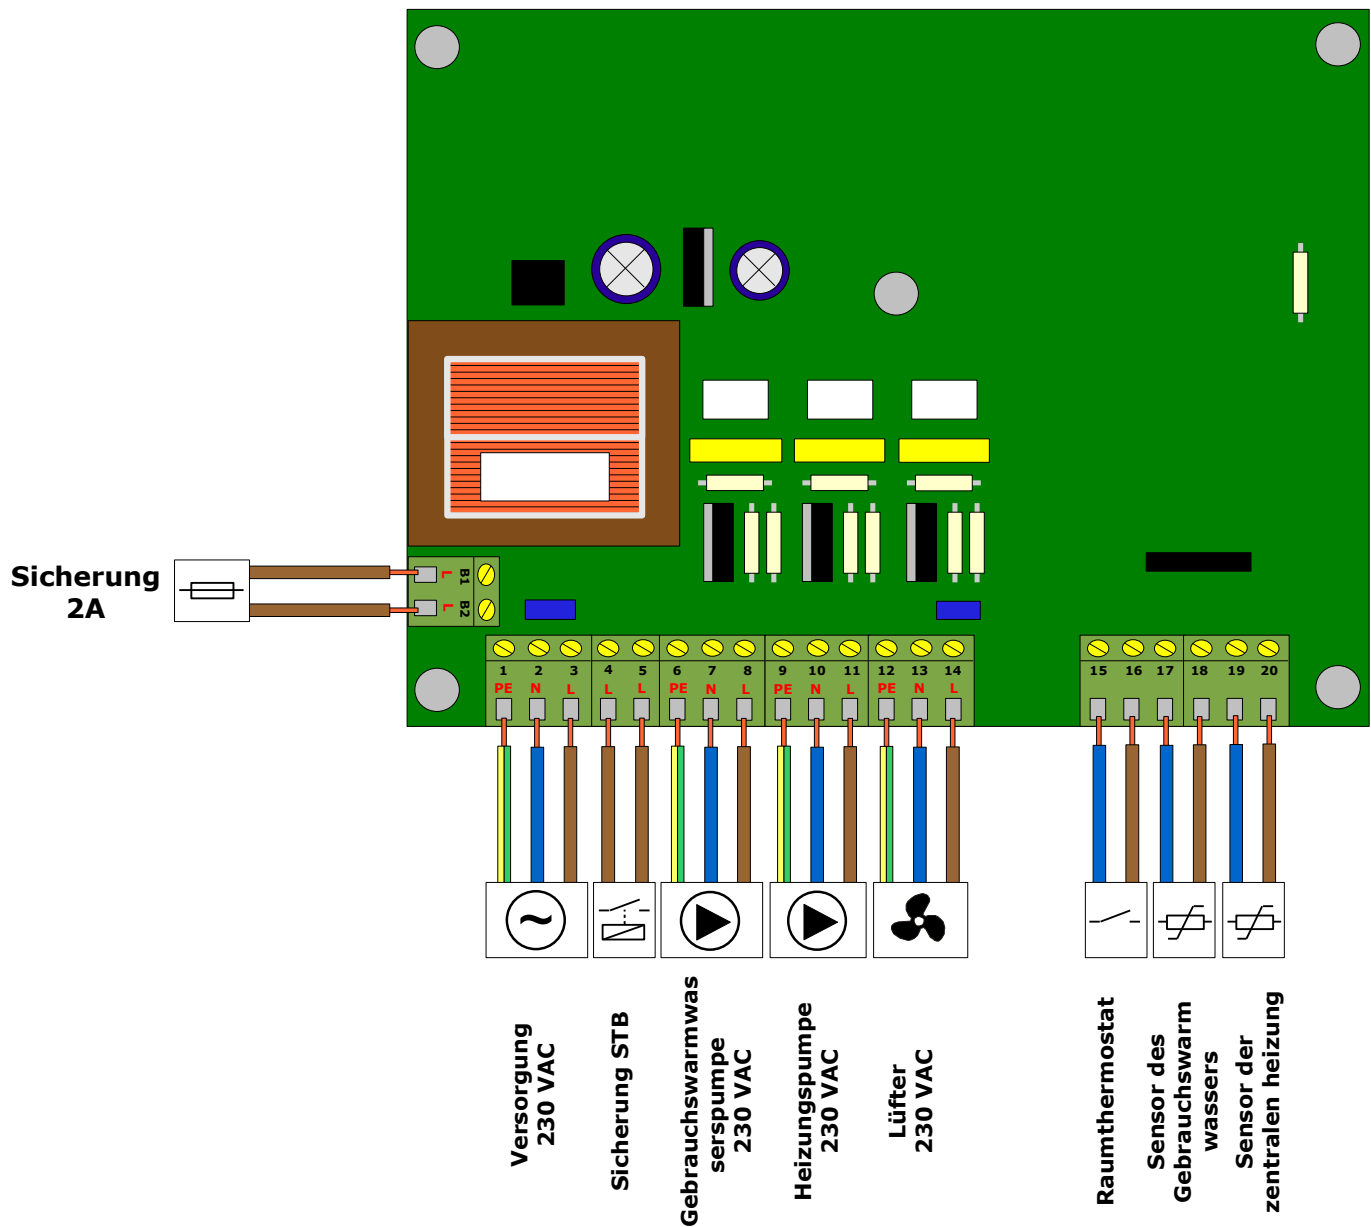 Sicherung
2A
L B1
L B2
1 2 3 4 5 6 7 8 9 10 11 12 13 14
PE N L L L PE N L PE N L PE N L
15 16 17 18 19 20
Versorgung
230 VAC
Sicherung STB
Gebrauchswarmwas
serspumpe
230 VAC
Heizungspumpe
230 VAC
Lüfter
230 VAC
Raumthermostat
Sensor des
Gebrauchswarm
wassers
Sensor der
zentralen heizung